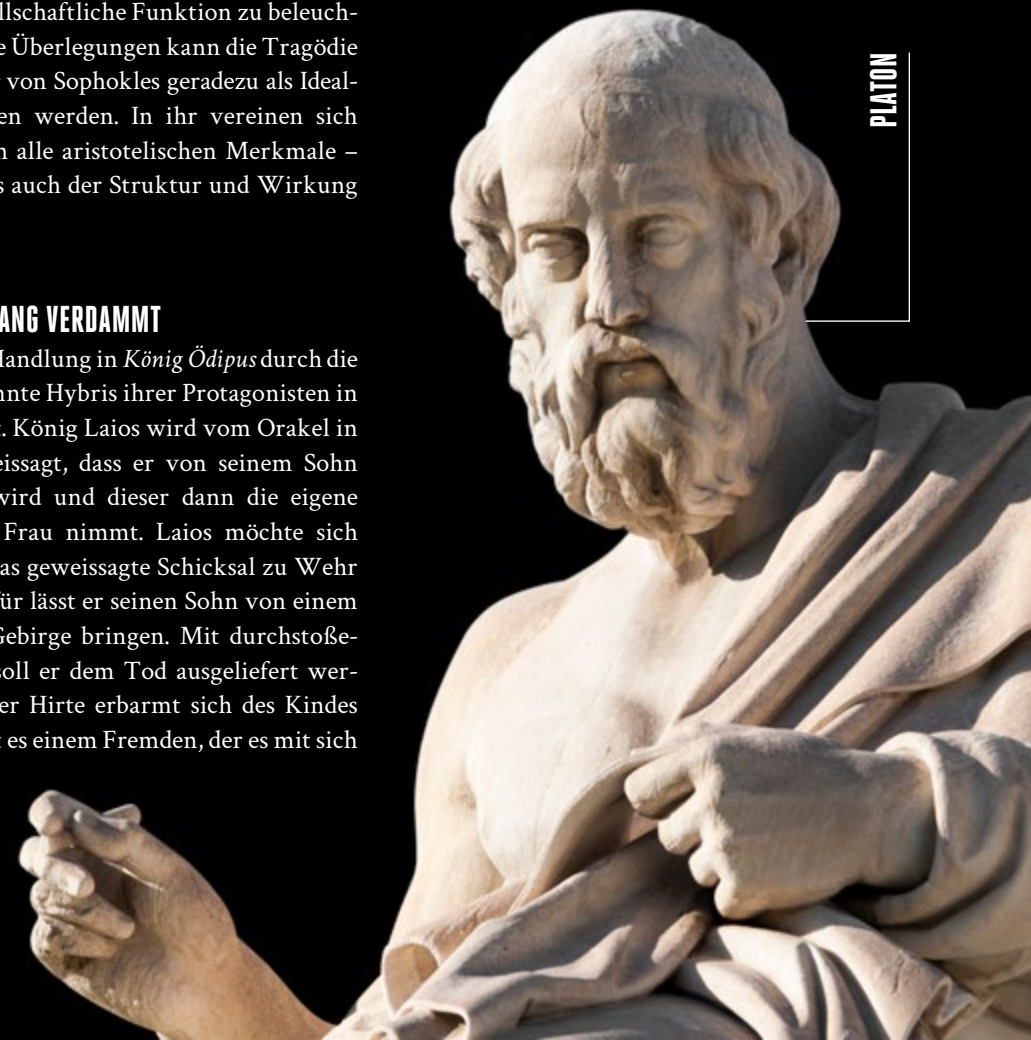 llschaftliche Funktion zu beleuch-
e Überlegungen kann die Tragödie
von Sophokles geradezu als Ideal-
en werden. In ihr vereinen sich
alle aristotelischen Merkmale –
s auch der Struktur und Wirkung
ANG VERDAMMT
Handlung in König Ödipus durch die
nnte Hybris ihrer Protagonisten in
t. König Laios wird vom Orakel in
eissagt, dass er von seinem Sohn
wird und dieser dann die eigene
Frau nimmt. Laios möchte sich
as geweissagte Schicksal zu Wehr
für lässt er seinen Sohn von einem
Gebirge bringen. Mit durchstoße-
soll er dem Tod ausgeliefert wer-
er Hirte erbarmt sich des Kindes
t es einem Fremden, der es mit sich
PLATON